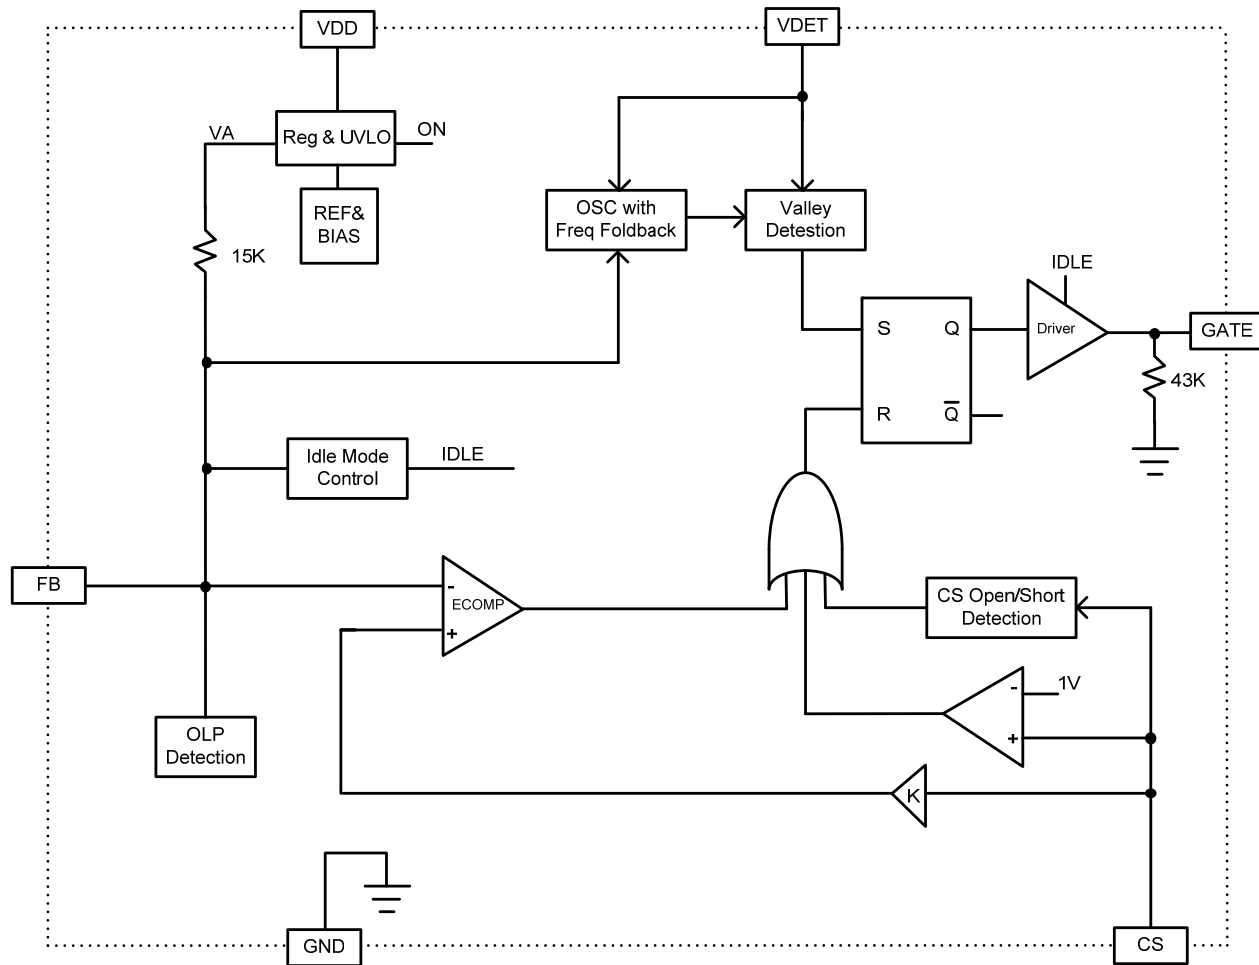 VDD
VDET
VA
Reg & UVLO
ON
REF&
BIAS
15K
OSC with
Freq Foldback
Valley
Detestion
IDLE
S
Q
Driver
GATE
43K
R
Q̅
Idle Mode
Control
IDLE
FB
-
ECOMP
+
CS Open/Short
Detection
-
1V
+
OLP
Detection
K
GND
CS